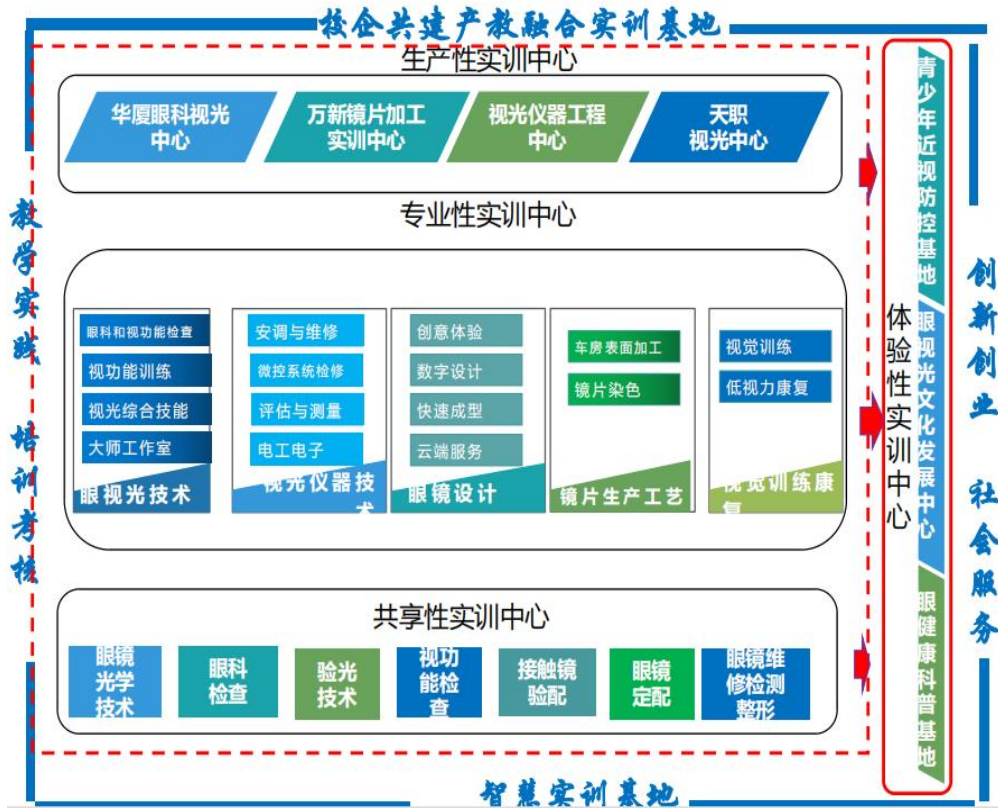 校企共建产教融合实训基地
生产性实训中心
华厦眼科视光
中心
万新镜片加工
实训中心
视光仪器工程
中心
天职
视光中心
专业性实训中心
眼科和视功能检查
视功能训练
视光综合技能
大师工作室
眼视光技术
安调与维修
微控系统检修
评估与测量
电工电子
视光仪器技
术
创意体验
数字设计
快速成型
云端服务
眼镜设计
车房表面加工
镜片染色
镜片生产工艺
视觉训练
低视力康复
视觉训练康
复
共享性实训中心
眼镜
光学
技术
眼科
检查
验光
技术
视功
能检
查
接触镜
验配
眼镜
定配
眼镜维
修检测
整形
体验性实训中心
青少年近视防控基地
眼视光文化发展中心
眼健康科普基地
教学实践 培训考核
创新创业 社会服务
智慧实训基地